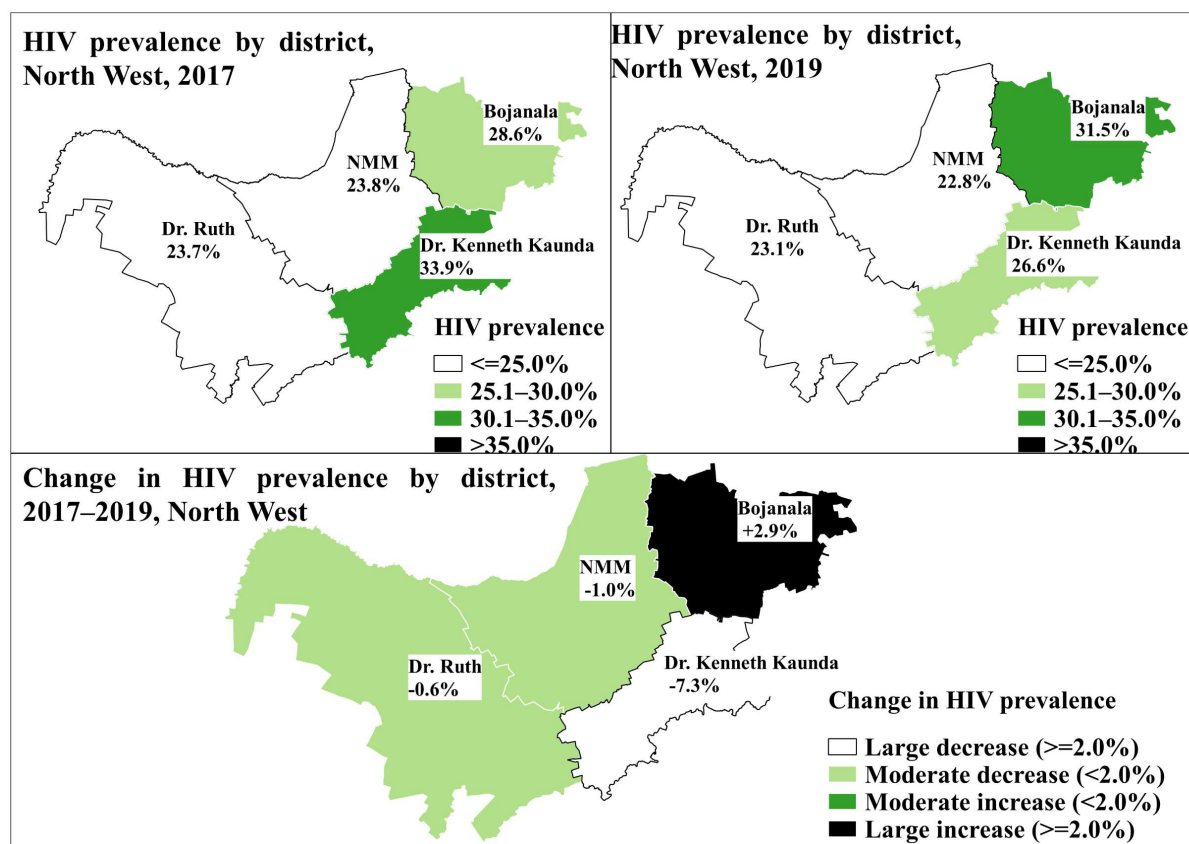 HIV prevalence by district,
North West, 2017
Bojanala
28.6%
NMM
23.8%
Dr. Ruth
23.7%
Dr. Kenneth Kaunda
33.9%
HIV prevalence
<=25.0%
25.1–30.0%
30.1–35.0%
>35.0%
HIV prevalence by district,
North West, 2019
Bojanala
31.5%
NMM
22.8%
Dr. Ruth
23.1%
Dr. Kenneth Kaunda
26.6%
HIV prevalence
<=25.0%
25.1–30.0%
30.1–35.0%
>35.0%
Change in HIV prevalence by district,
2017–2019, North West
Bojanala
+2.9%
NMM
-1.0%
Dr. Ruth
-0.6%
Dr. Kenneth Kaunda
-7.3%
Change in HIV prevalence
Large decrease (>=2.0%)
Moderate decrease (<2.0%)
Moderate increase (<2.0%)
Large increase (>=2.0%)